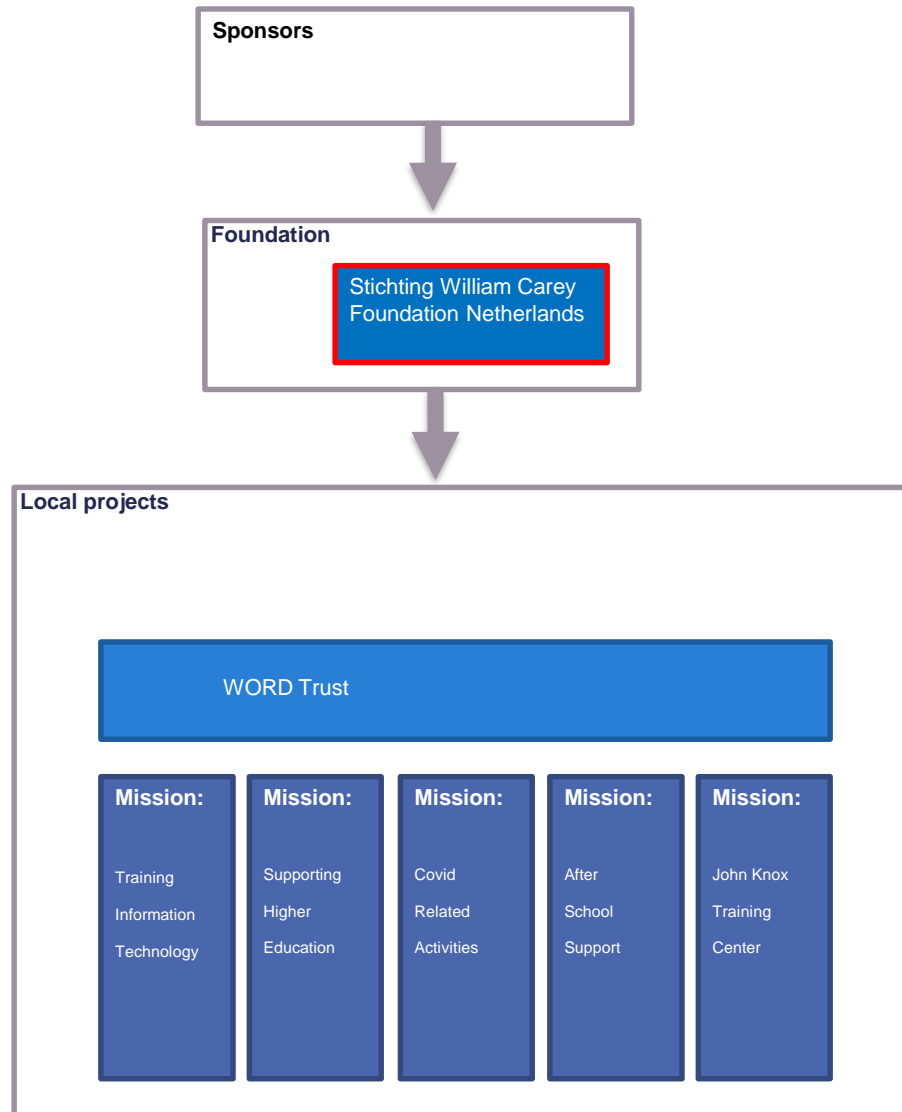 Sponsors
Foundation
Stichting William Carey
Foundation Netherlands
Local projects
WORD Trust
Mission:
Training
Information
Technology
Mission:
Supporting
Higher
Education
Mission:
Covid
Related
Activities
Mission:
After
School
Support
Mission:
John Knox
Training
Center